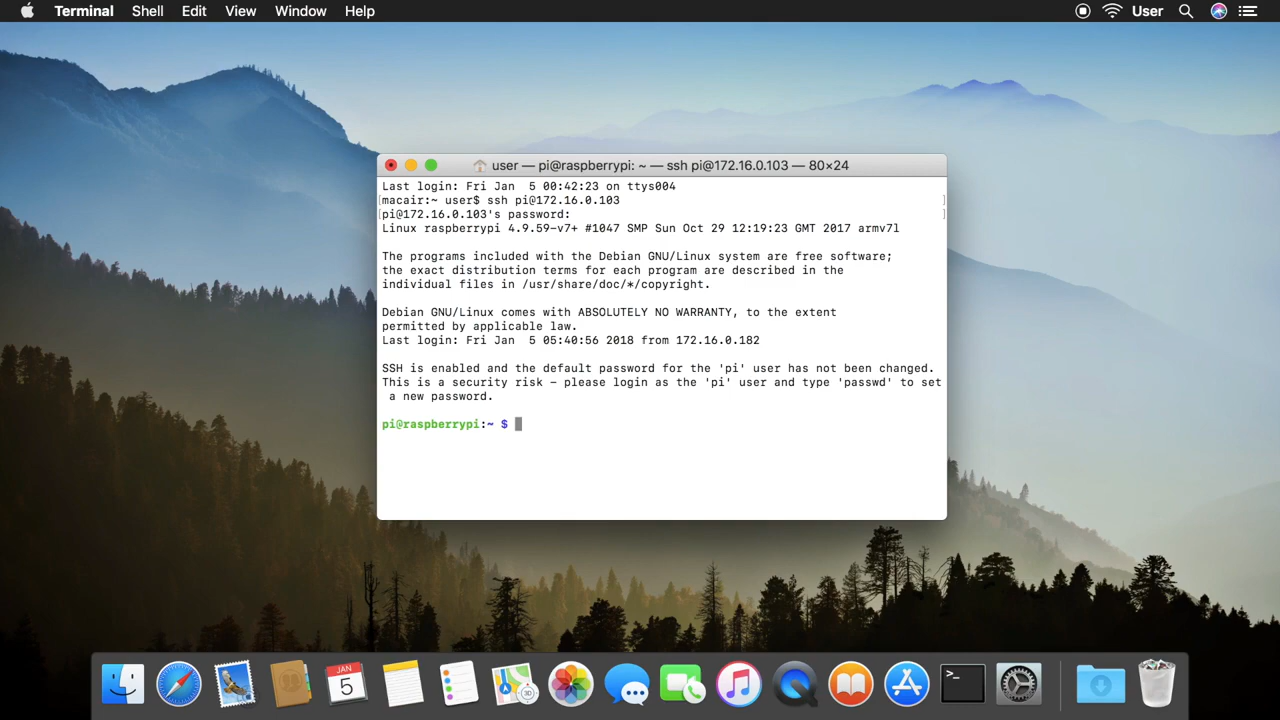 Terminal Shell Edit View Window Help User
user — pi@raspberrypi: ~ — ssh pi@172.16.0.103 — 80×24
Last login: Fri Jan  5 00:42:23 on ttys004
[macair:~ user$ ssh pi@172.16.0.103 ]
[pi@172.16.0.103's password: ]
Linux raspberrypi 4.9.59-v7+ #1047 SMP Sun Oct 29 12:19:23 GMT 2017 armv7l
The programs included with the Debian GNU/Linux system are free software;
the exact distribution terms for each program are described in the
individual files in /usr/share/doc/*/copyright.
Debian GNU/Linux comes with ABSOLUTELY NO WARRANTY, to the extent
permitted by applicable law.
Last login: Fri Jan  5 05:40:56 2018 from 172.16.0.182
SSH is enabled and the default password for the 'pi' user has not been changed.
This is a security risk - please login as the 'pi' user and type 'passwd' to set
 a new password.
pi@raspberrypi:~ $
JAN
5
3D
>_